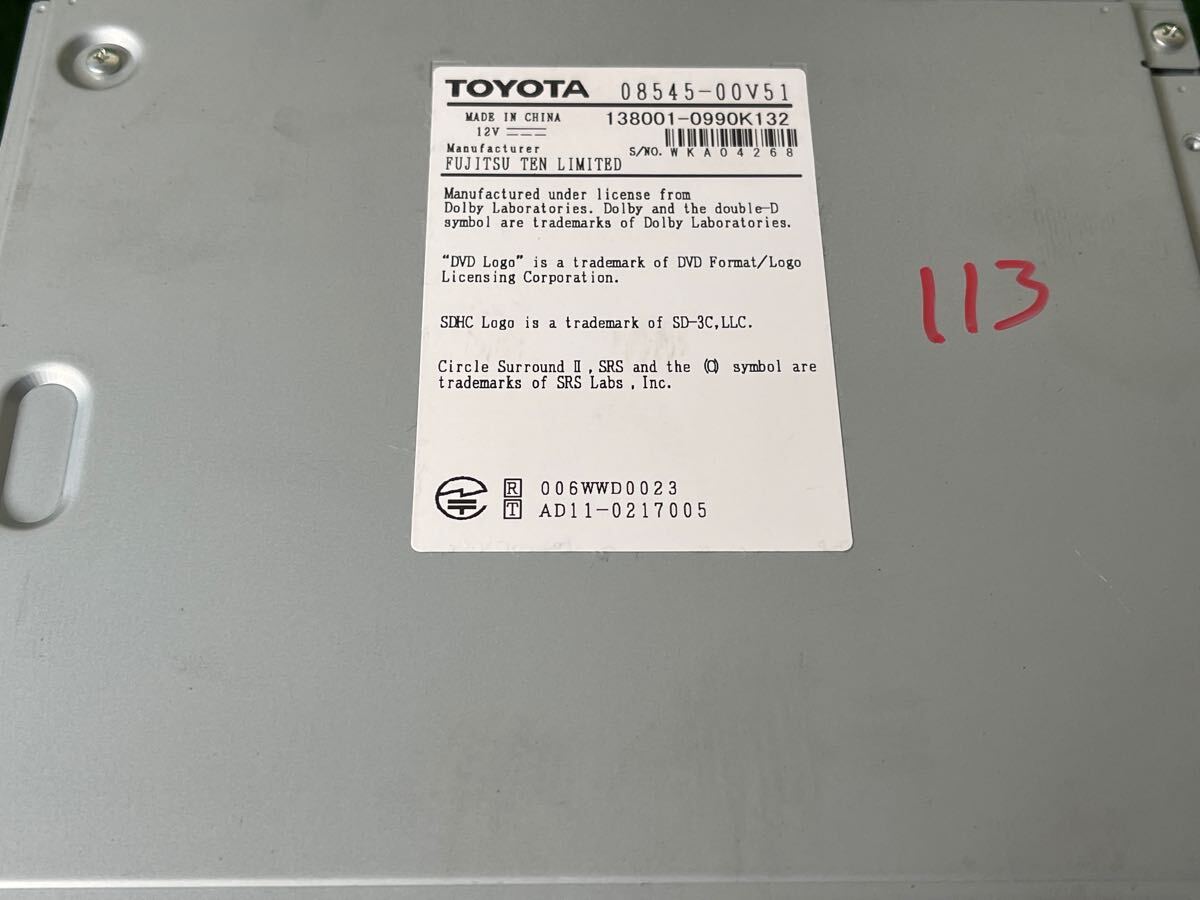 TOYOTA 08545-00V51
MADE IN CHINA 138001-0990K132
12V
Manufacturer S/NO. WKA04268
FUJITSU TEN LIMITED
Manufactured under license from
Dolby Laboratories. Dolby and the double-D
symbol are trademarks of Dolby Laboratories.
"DVD Logo" is a trademark of DVD Format/Logo
Licensing Corporation.
SDHC Logo is a trademark of SD-3C,LLC.
Circle Surround Ⅱ, SRS and the (O) symbol are
trademarks of SRS Labs, Inc.
R 006WWD0023
T AD11-0217005
113